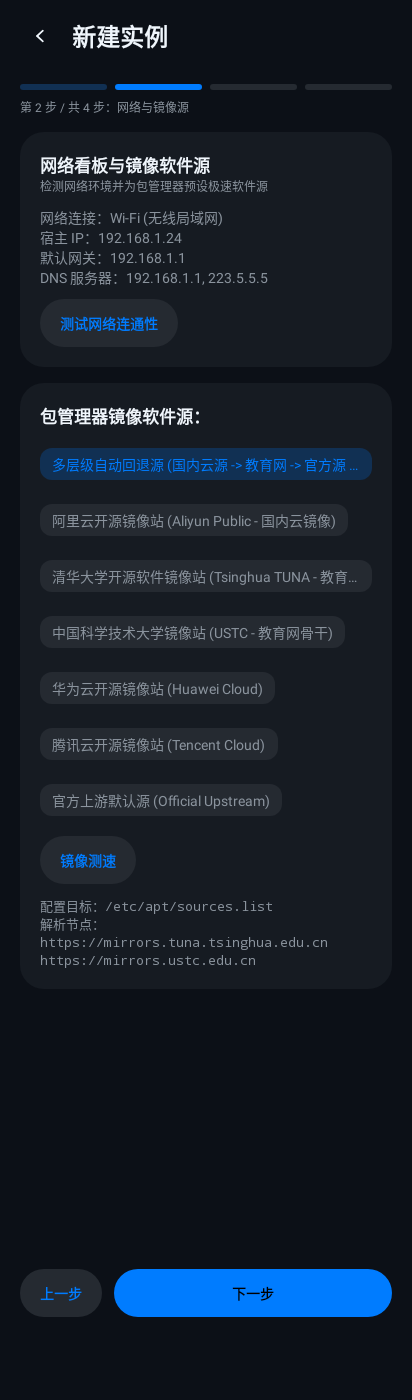 新建实例
第 2 步 / 共 4 步：网络与镜像源
网络看板与镜像软件源
检测网络环境并为包管理器预设极速软件源
网络连接：Wi-Fi (无线局域网)
宿主 IP：192.168.1.24
默认网关：192.168.1.1
DNS 服务器：192.168.1.1, 223.5.5.5
测试网络连通性
包管理器镜像软件源：
多层级自动回退源 (国内云源 -> 教育网 -> 官方源 ...
阿里云开源镜像站 (Aliyun Public - 国内云镜像)
清华大学开源软件镜像站 (Tsinghua TUNA - 教育...
中国科学技术大学镜像站 (USTC - 教育网骨干)
华为云开源镜像站 (Huawei Cloud)
腾讯云开源镜像站 (Tencent Cloud)
官方上游默认源 (Official Upstream)
镜像测速
配置目标：/etc/apt/sources.list
解析节点：
https://mirrors.tuna.tsinghua.edu.cn
https://mirrors.ustc.edu.cn
上一步
下一步